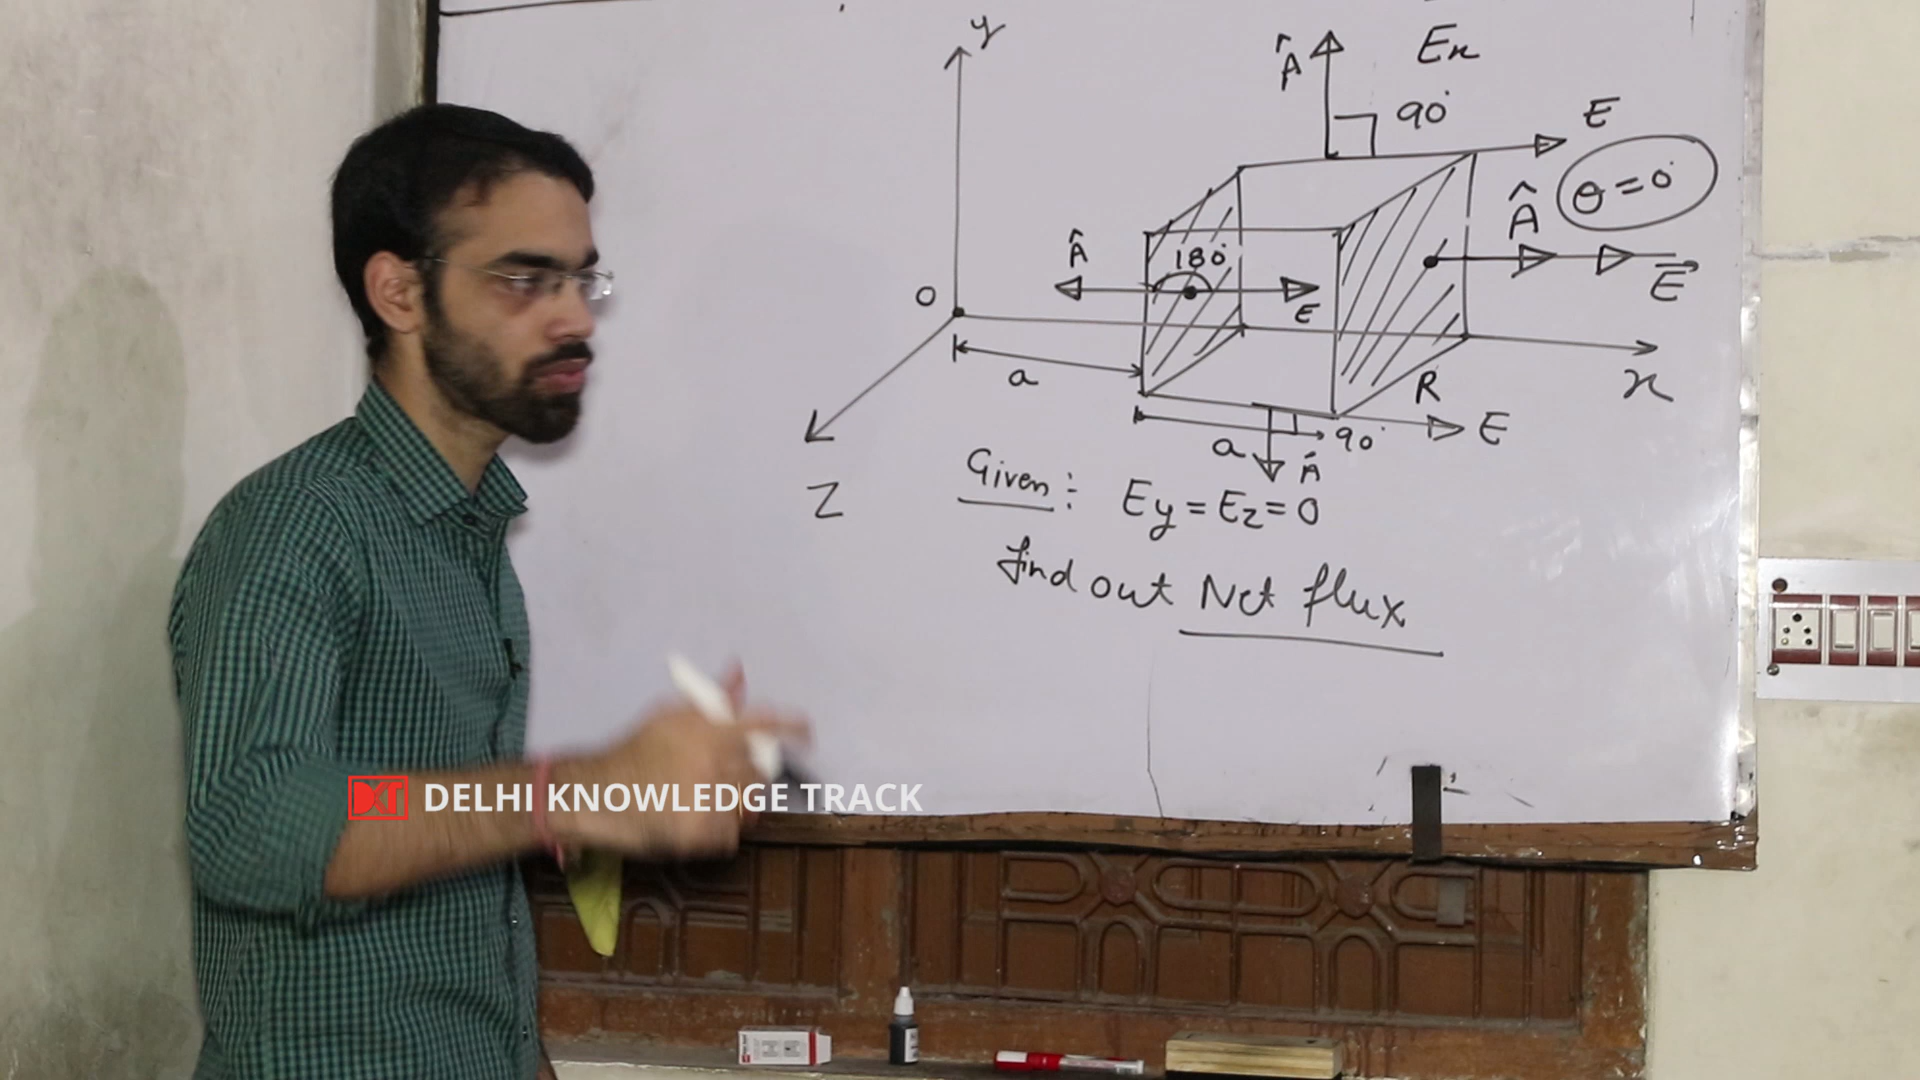 y
Â
Ex
90°
E
θ = 0°
Â
E⃗
Â
180°
E
O
a
R
x
E
90°
a
Â
Z
Given : Ey = Ez = 0
find out Net flux
DELHI KNOWLEDGE TRACK